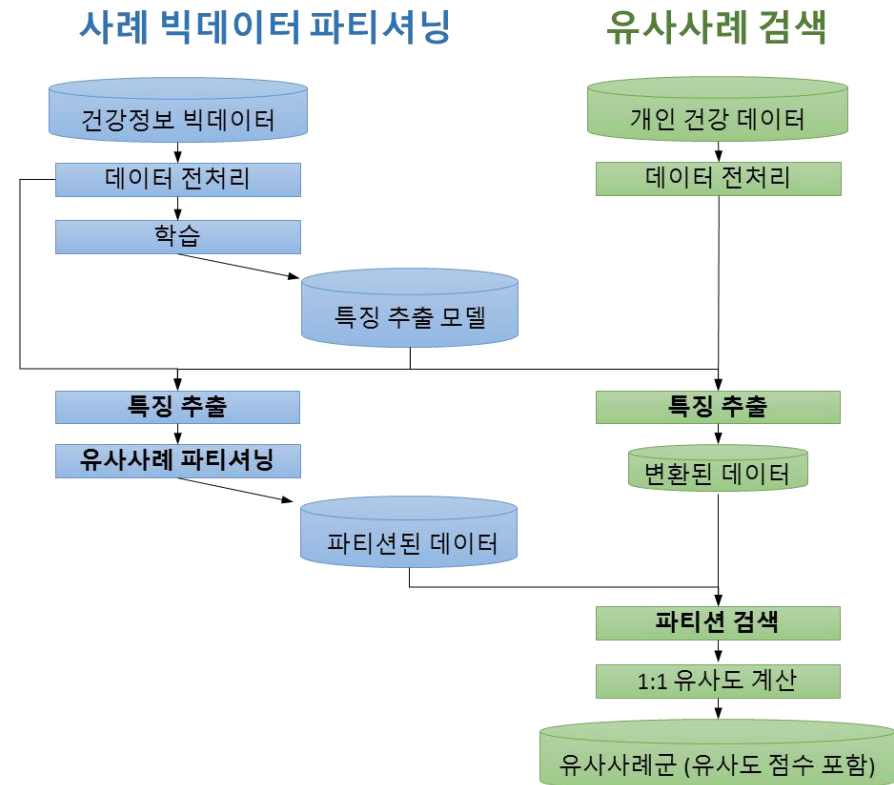 사례 빅데이터 파티셔닝
유사사례 검색
건강정보 빅데이터
개인 건강 데이터
데이터 전처리
데이터 전처리
학습
특징 추출 모델
특징 추출
특징 추출
유사사례 파티셔닝
변환된 데이터
파티션된 데이터
파티션 검색
1:1 유사도 계산
유사사례군 (유사도 점수 포함)